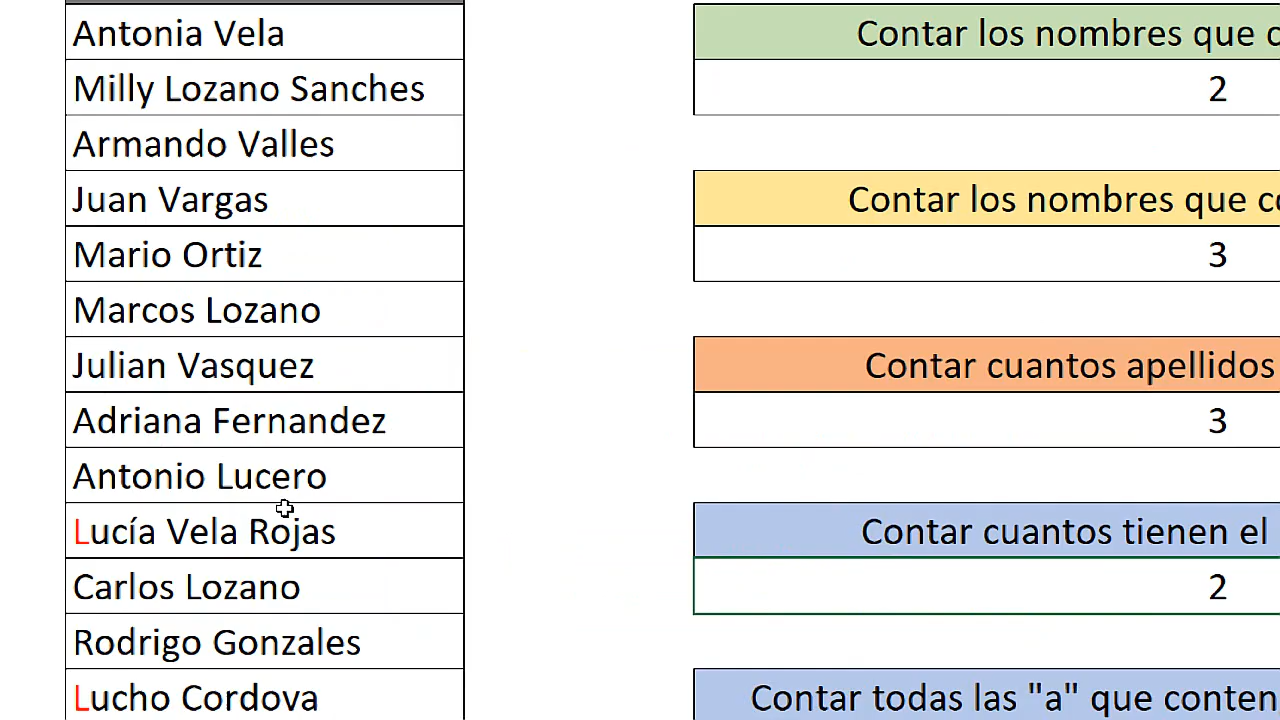 Antonia Vela
Milly Lozano Sanches
Armando Valles
Juan Vargas
Mario Ortiz
Marcos Lozano
Julian Vasquez
Adriana Fernandez
Antonio Lucero
Lucía Vela Rojas
Carlos Lozano
Rodrigo Gonzales
Lucho Cordova
Contar los nombres que
2
Contar los nombres que
3
Contar cuantos apellidos
3
Contar cuantos tienen el
2
Contar todas las "a" que